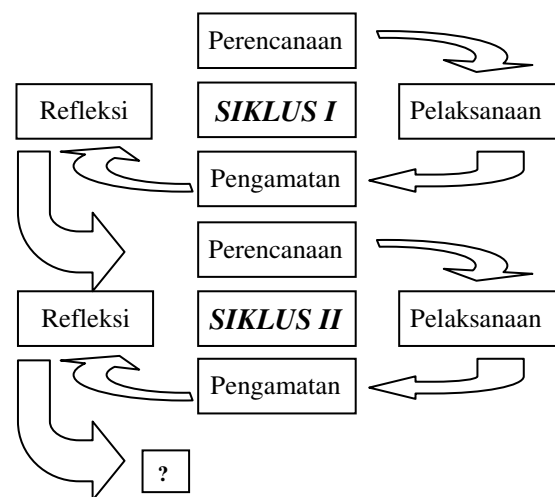 Perencanaan
Refleksi
SIKLUS I
Pelaksanaan
Pengamatan
Perencanaan
Refleksi
SIKLUS II
Pelaksanaan
Pengamatan
?